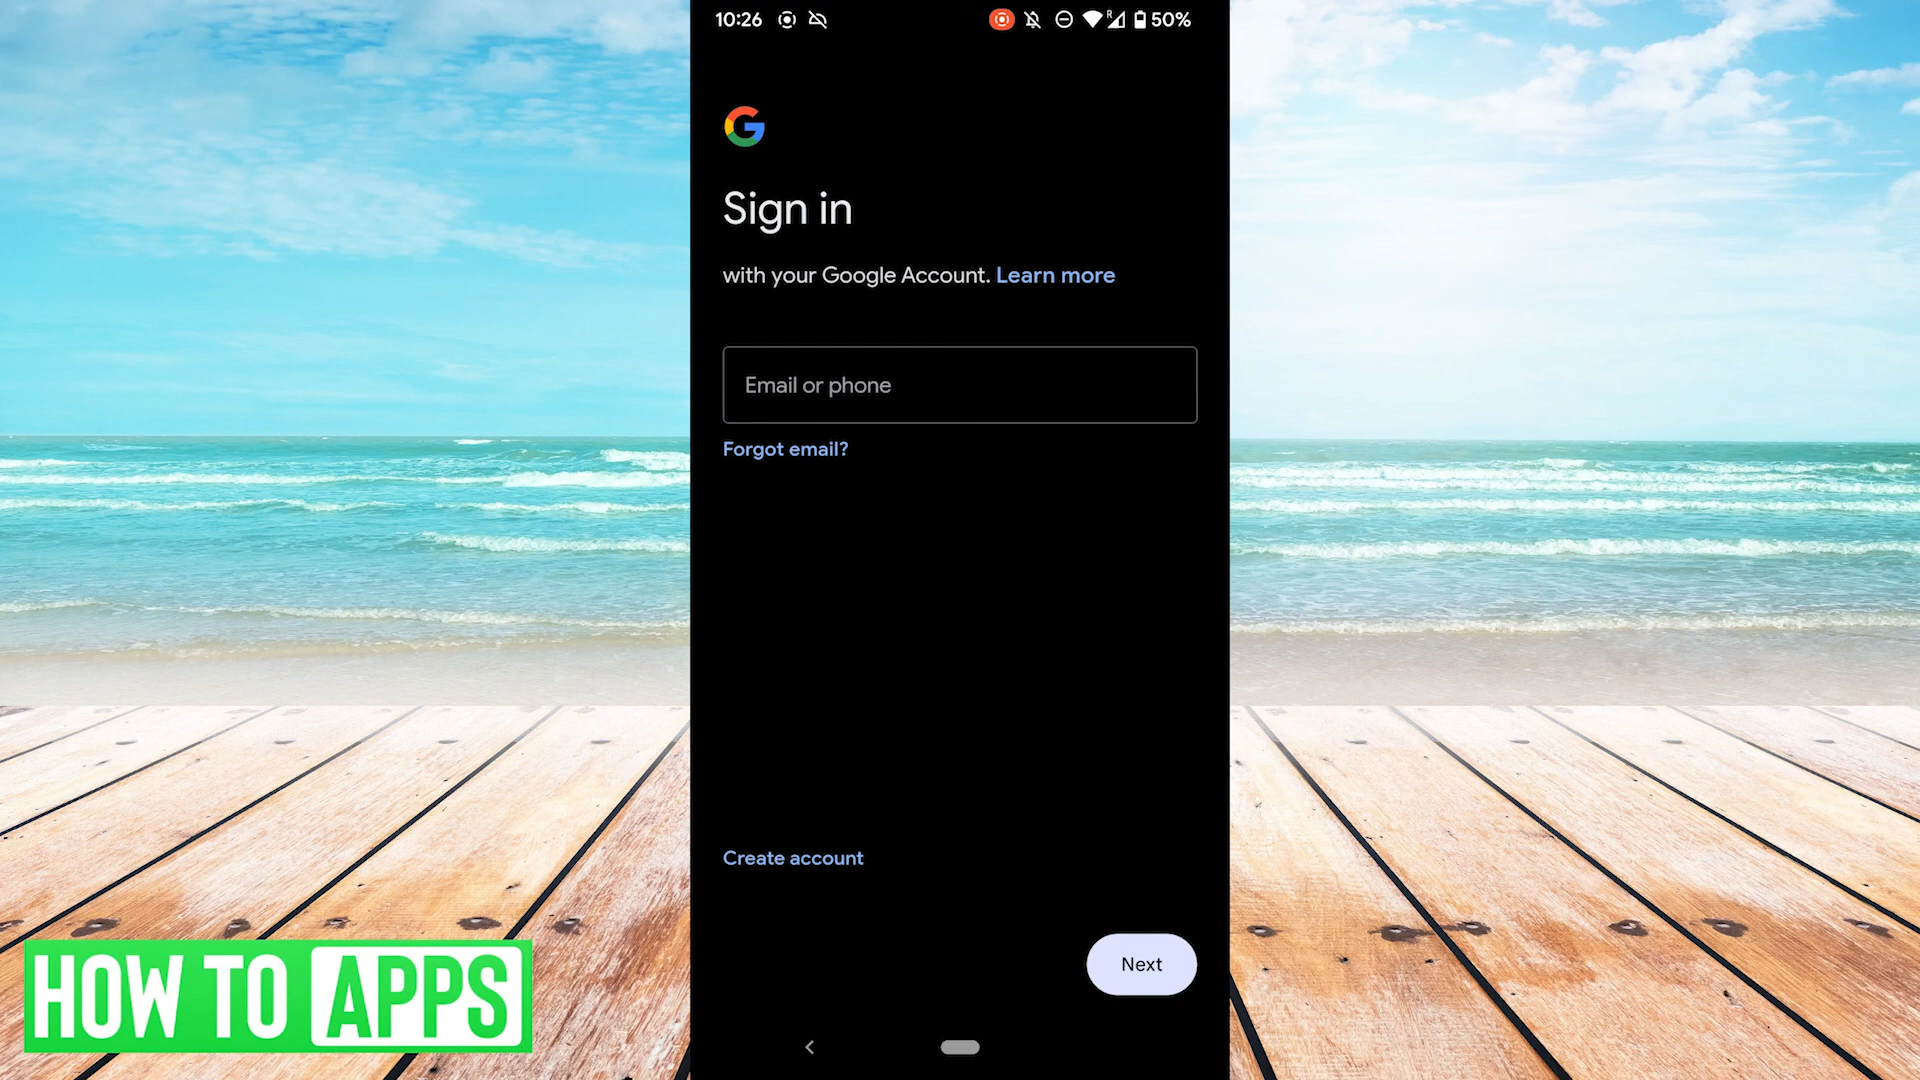 10:26
50%
Sign in
with your Google Account. Learn more
Email or phone
Forgot email?
Create account
Next
HOW TO APPS